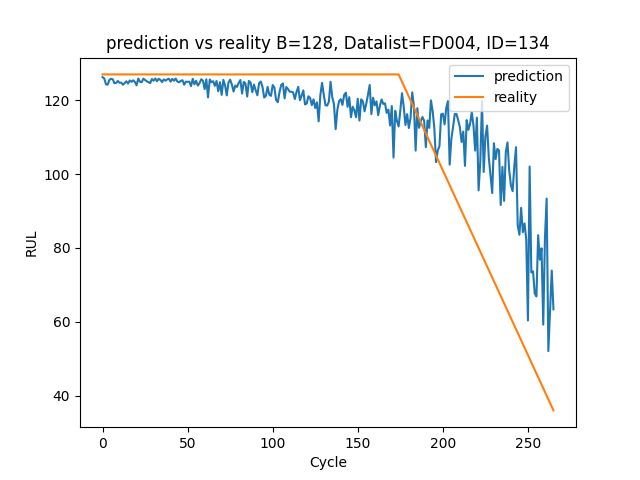 prediction vs reality B=128, Datalist=FD004, ID=134
prediction
reality
RUL
120
100
80
60
40
0 50 100 150 200 250
Cycle